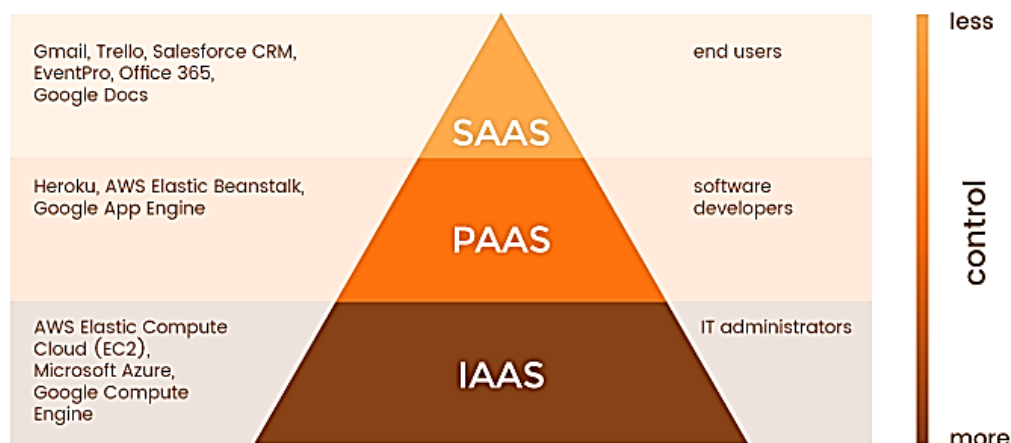 Gmail, Trello, Salesforce CRM,
EventPro, Office 365,
Google Docs
SAAS
end users
Heroku, AWS Elastic Beanstalk,
Google App Engine
PAAS
software
developers
AWS Elastic Compute
Cloud (EC2),
Microsoft Azure,
Google Compute
Engine
IAAS
IT administrators
less
control
more